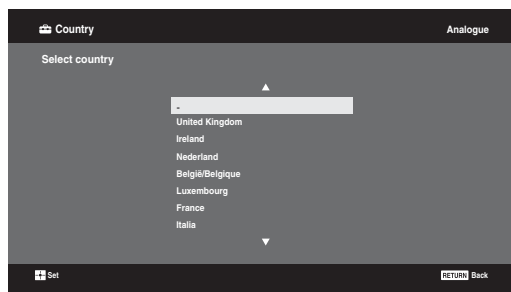 Country
Analogue
Select country
-
United Kingdom
Ireland
Nederland
België/Belgique
Luxembourg
France
Italia
Set
RETURN Back